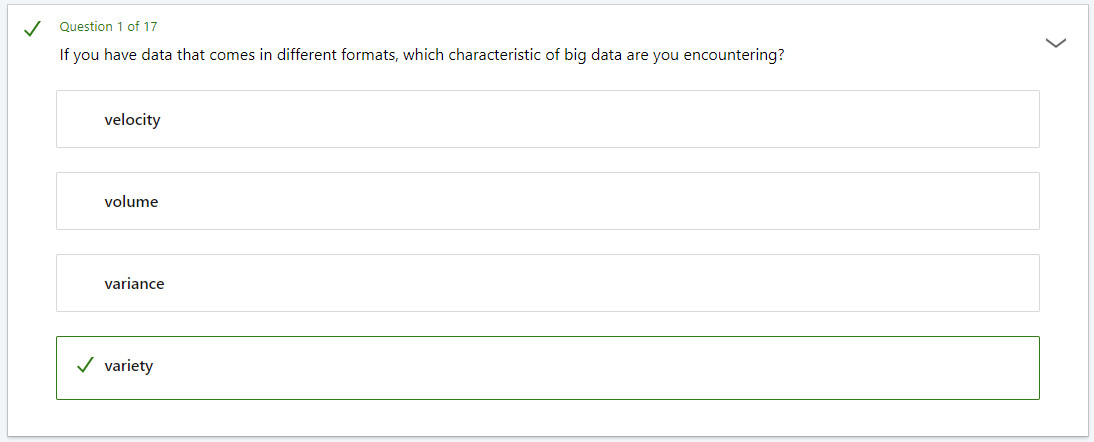 Question 1 of 17
If you have data that comes in different formats, which characteristic of big data are you encountering?
velocity
volume
variance
variety